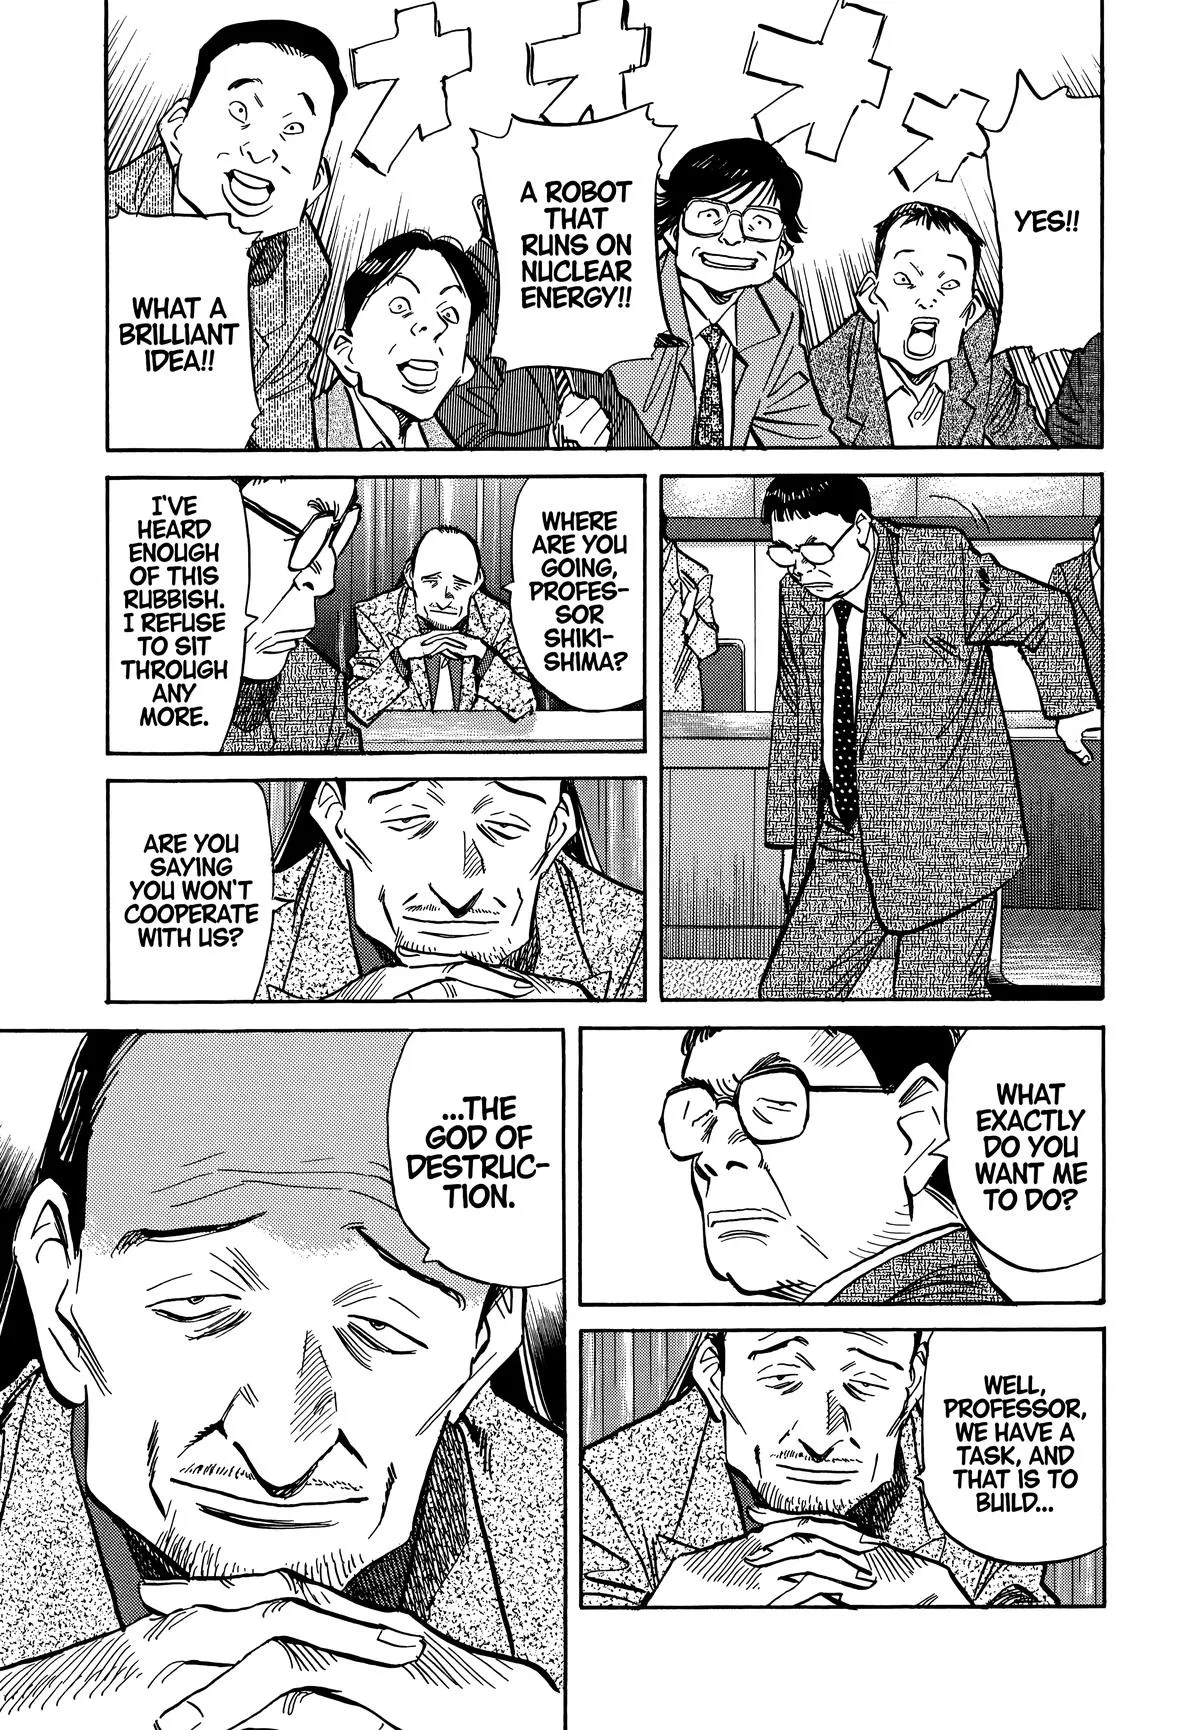 YES!!
オオオオ
A ROBOT
THAT
RUNS ON
NUCLEAR
ENERGY!!
WHAT A
BRILLIANT
IDEA!!
WHERE
ARE YOU
GOING,
PROFES-
SOR
SHIKI-
SHIMA?
I'VE
HEARD
ENOUGH
OF THIS
RUBBISH.
I REFUSE
TO SIT
THROUGH
ANY
MORE.
ARE YOU
SAYING
YOU WON'T
COOPERATE
WITH US?
WHAT
EXACTLY
DO YOU
WANT ME
TO DO?
WELL,
PROFESSOR,
WE HAVE A
TASK, AND
THAT IS TO
BUILD...
...THE
GOD OF
DESTRUC-
TION.